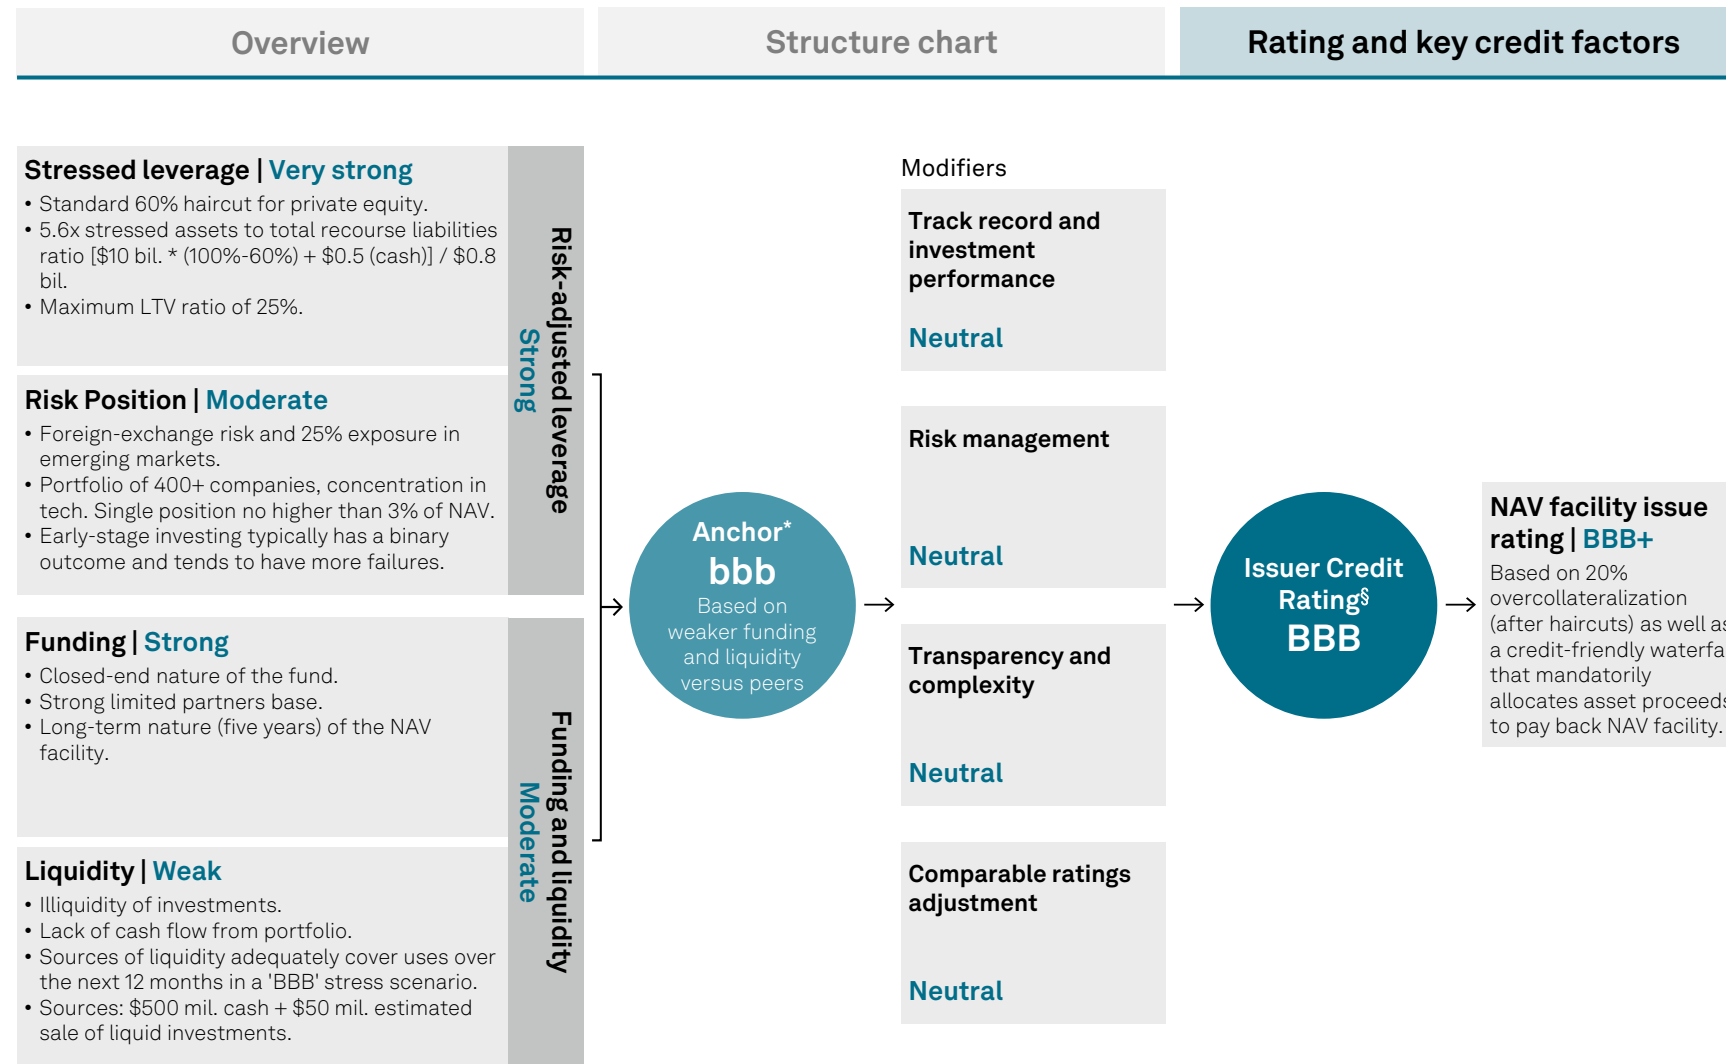 Overview
Structure chart
Rating and key credit factors
Stressed leverage | Very strong
• Standard 60% haircut for private equity.
• 5.6x stressed assets to total recourse liabilities
ratio [$10 bil. * (100%-60%) + $0.5 (cash)] / $0.8
bil.
• Maximum LTV ratio of 25%.
Risk Position | Moderate
• Foreign-exchange risk and 25% exposure in
emerging markets.
• Portfolio of 400+ companies, concentration in
tech. Single position no higher than 3% of NAV.
• Early-stage investing typically has a binary
outcome and tends to have more failures.
Risk-adjusted leverage
Strong
Funding | Strong
• Closed-end nature of the fund.
• Strong limited partners base.
• Long-term nature (five years) of the NAV
facility.
Liquidity | Weak
• Illiquidity of investments.
• Lack of cash flow from portfolio.
• Sources of liquidity adequately cover uses over
the next 12 months in a 'BBB' stress scenario.
• Sources: $500 mil. cash + $50 mil. estimated
sale of liquid investments.
Funding and liquidity
Moderate
Anchor*
bbb
Based on
weaker funding
and liquidity
versus peers
Modifiers
Track record and
investment
performance
Neutral
Risk management
Neutral
Transparency and
complexity
Neutral
Comparable ratings
adjustment
Neutral
Issuer Credit
Rating§
BBB
NAV facility issue
rating | BBB+
Based on 20%
overcollateralization
(after haircuts) as well as
a credit-friendly
that mandatorily
allocates asset proceeds
to pay back NAV facility.